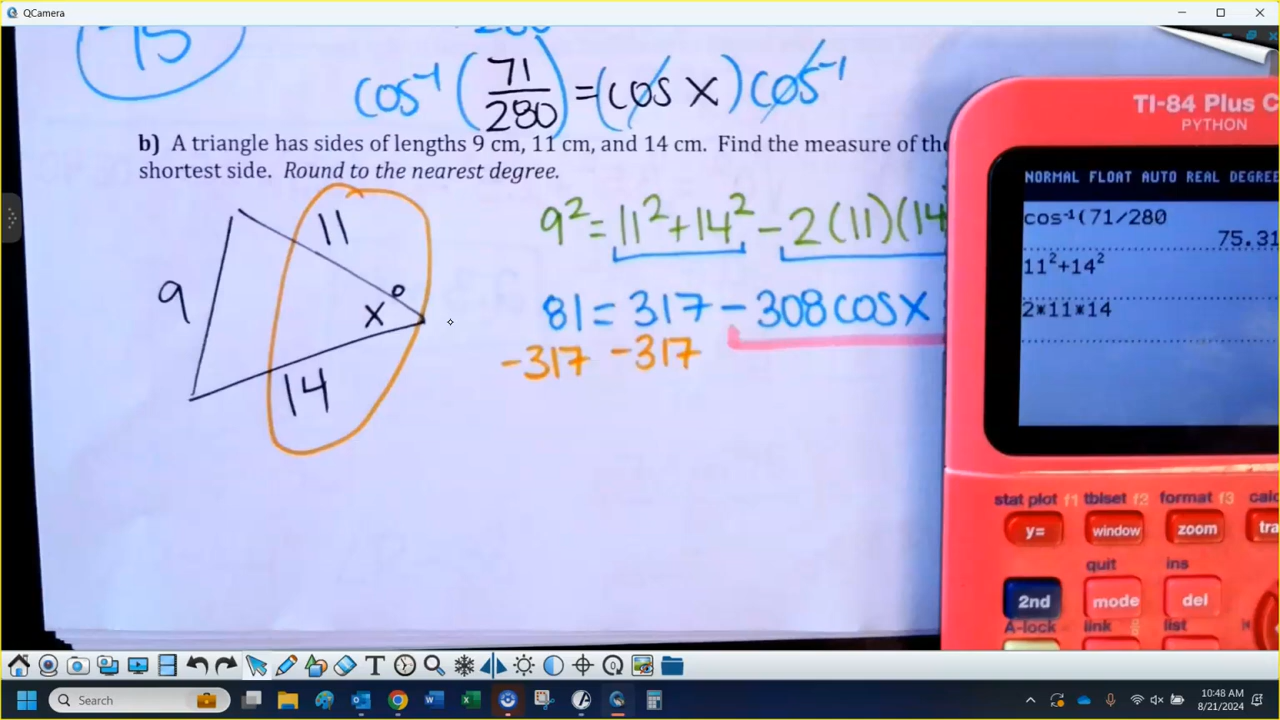 QCamera
75
cos⁻¹ (71/280) = (cos x) cos⁻¹
b) A triangle has sides of lengths 9 cm, 11 cm, and 14 cm. Find the measure of the
shortest side. Round to the nearest degree.
11
9
x°
14
9² = 11² + 14² - 2(11)(14
81 = 317 - 308 cos x
-317 -317
TI-84 Plus C
PYTHON
NORMAL FLOAT AUTO REAL DEGREE
cos⁻¹(71/280
75.31
11²+14²
2*11*14
stat plot f1 tblset f2 format f3 calc
y= window zoom tra
quit ins
2nd mode del
A-lock link list
Search
10:48 AM
8/21/2024